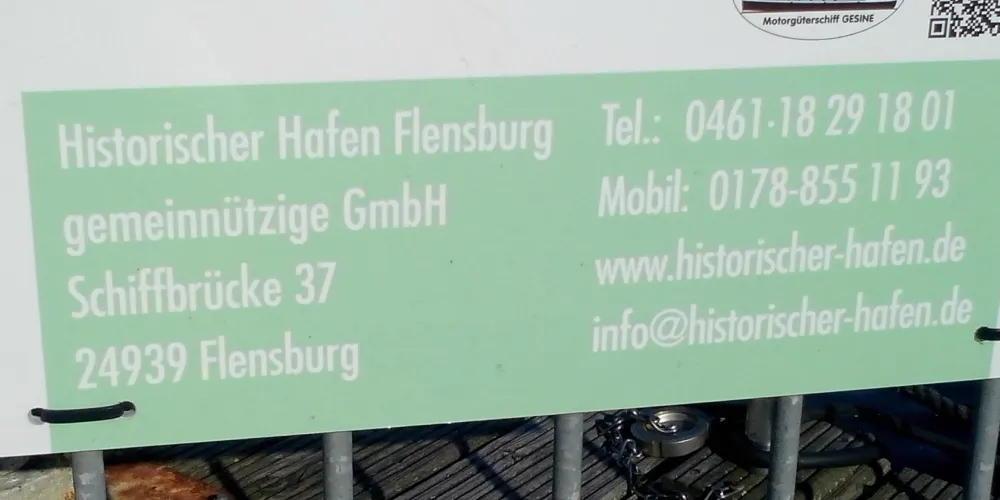 Motorgüterschiff GESINE
Historischer Hafen Flensburg
gemeinnützige GmbH
Schiffbrücke 37
24939 Flensburg
Tel.: 0461-18 29 18 01
Mobil: 0178-855 11 93
www.historischer-hafen.de
info@historischer-hafen.de